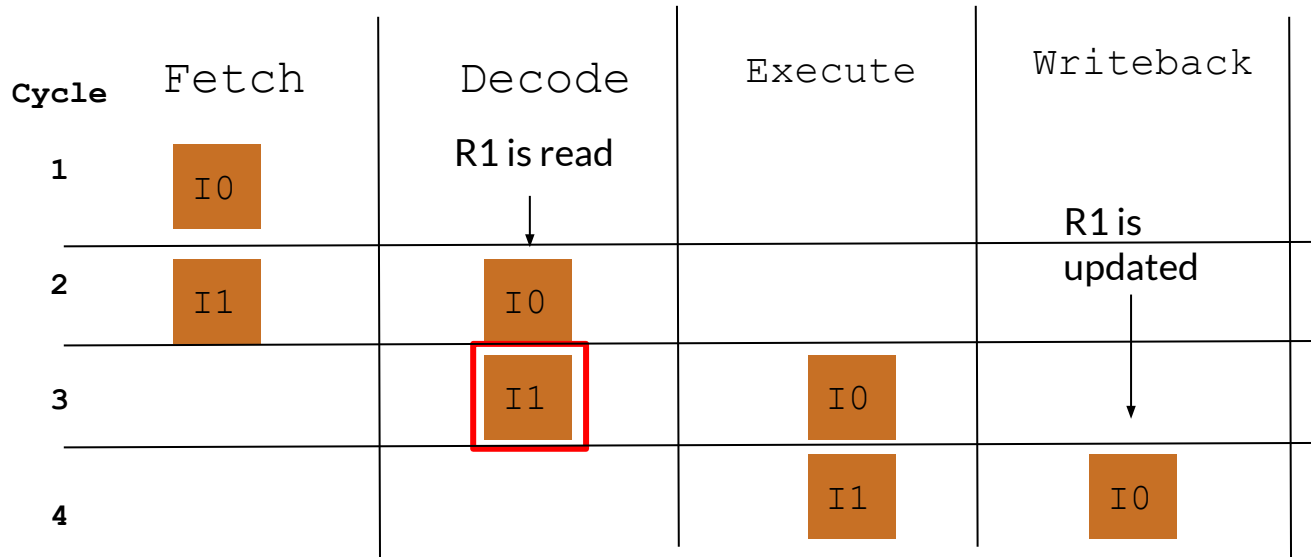 Cycle Fetch Decode Execute Writeback
R1 is read
1 I0
R1 is
updated
2 I1 I0
3 I1 I0
4 I1 I0